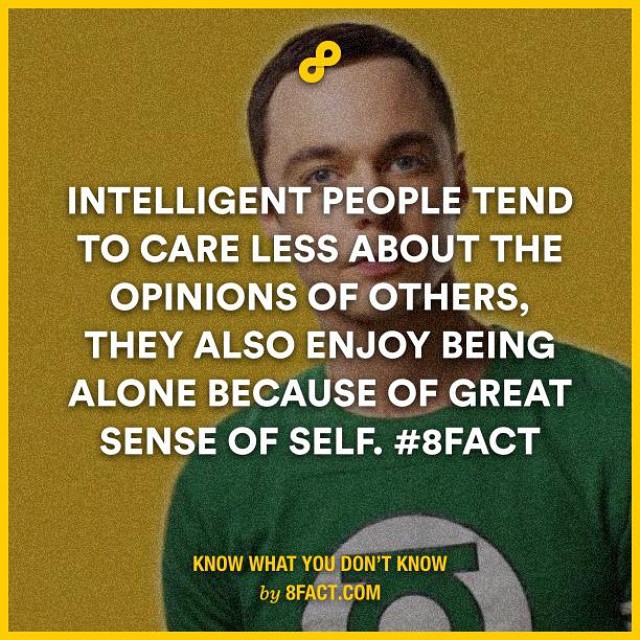 INTELLIGENT PEOPLE TEND
TO CARE LESS ABOUT THE
OPINIONS OF OTHERS,
THEY ALSO ENJOY BEING
ALONE BECAUSE OF GREAT
SENSE OF SELF. #8FACT
KNOW WHAT YOU DON'T KNOW
by 8FACT.COM